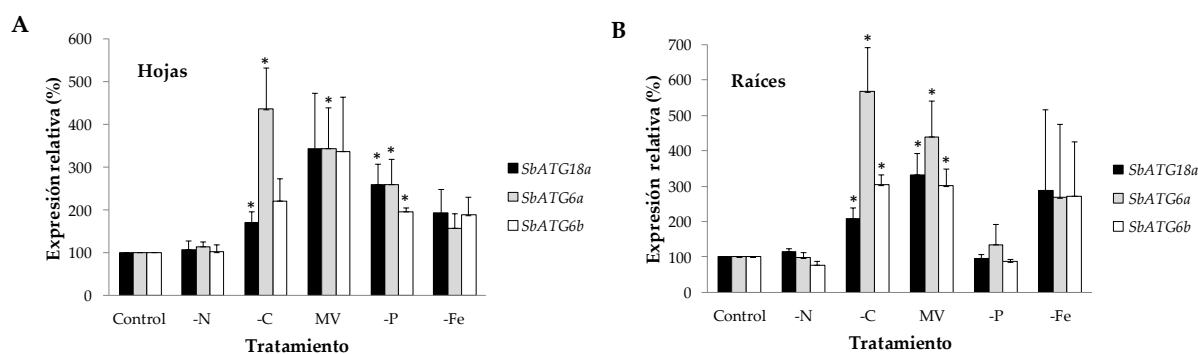 A
Expresión relativa (%)
600
500
400
300
200
100
0
Hojas
*
*
*
*
*
*
Control
-N
-C
MV
-P
-Fe
Tratamiento
SbATG18a
SbATG6a
SbATG6b
B
Expresión relativa (%)
700
600
500
400
300
200
100
0
Raíces
*
*
*
*
*
*
Control
-N
-C
MV
-P
-Fe
Tratamiento
SbATG18a
SbATG6a
SbATG6b